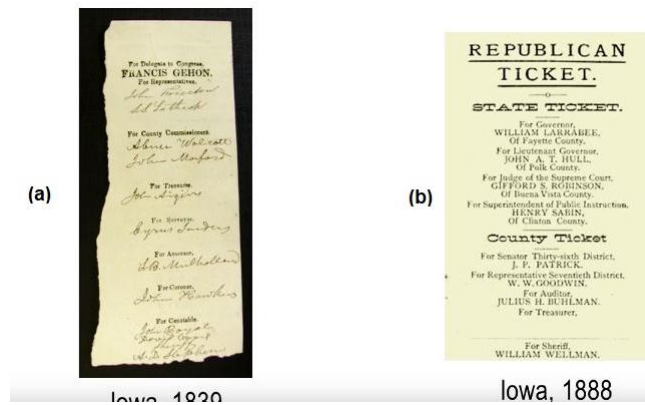 (a)
For Delegate to Congress,
FRANCIS GEHON.
For Representatives,
For County Commissioners
Abner Wolcott
John Morford
For Treasurer,
For Surveyor
Cyrus Sanders
For Assessor,
S.B. Mulholland
For Coroner,
John Hawkins
For Constable.
Iowa, 1839
(b)
REPUBLICAN
TICKET.
STATE TICKET.
For Governor,
WILLIAM LARRABEE,
Of Fayette County.
For Lieutenant Governor,
JOHN A. T. HULL,
Of Polk County.
For Judge of the Supreme Court,
GIFFORD S. ROBINSON,
Of Buena Vista County.
For Superintendent of Public Instruction,
HENRY SABIN,
Of Clinton County.
County Ticket
For Senator Thirty-sixth District,
J. P. PATRICK.
For Representative Seventieth District,
W. W. GOODWIN.
For Auditor,
JULIUS H. BUHLMAN.
For Treasurer,
For Sheriff,
WILLIAM WELLMAN.
Iowa, 1888